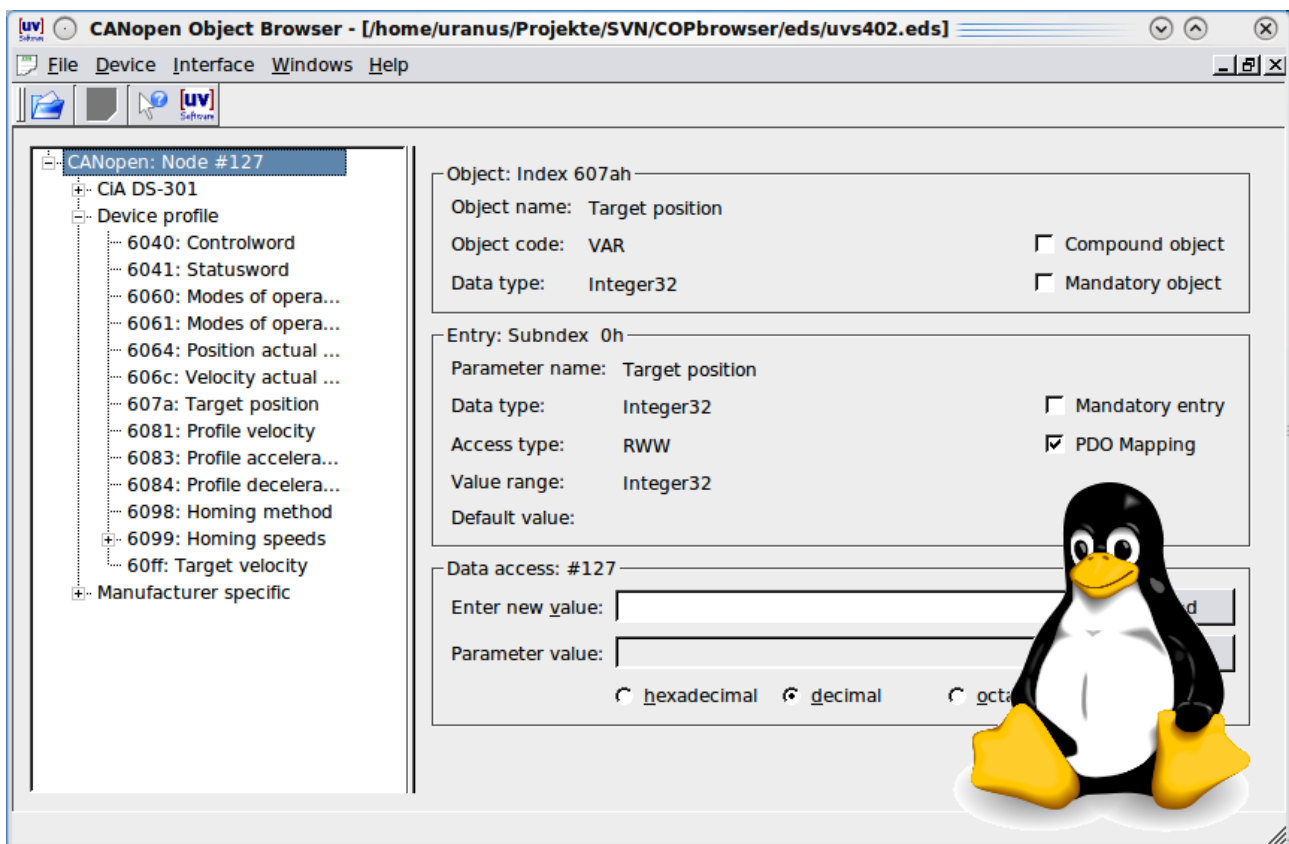 [uv] Software CANopen Object Browser - [/home/uranus/Projekte/SVN/COPbrowser/eds/uvs402.eds]
File Device Interface Windows Help
[uv]
Software
CANopen: Node #127
CiA DS-301
Device profile
6040: Controlword
6041: Statusword
6060: Modes of opera...
6061: Modes of opera...
6064: Position actual ...
606c: Velocity actual ...
607a: Target position
6081: Profile velocity
6083: Profile accelera...
6084: Profile decelera...
6098: Homing method
6099: Homing speeds
60ff: Target velocity
Manufacturer specific
Object: Index 607ah
Object name: Target position
Object code: VAR Compound object
Data type: Integer32 Mandatory object
Entry: Subndex 0h
Parameter name: Target position
Data type: Integer32 Mandatory entry
Access type: RWW PDO Mapping
Value range: Integer32
Default value:
Data access: #127
Enter new value:
Parameter value:
hexadecimal decimal